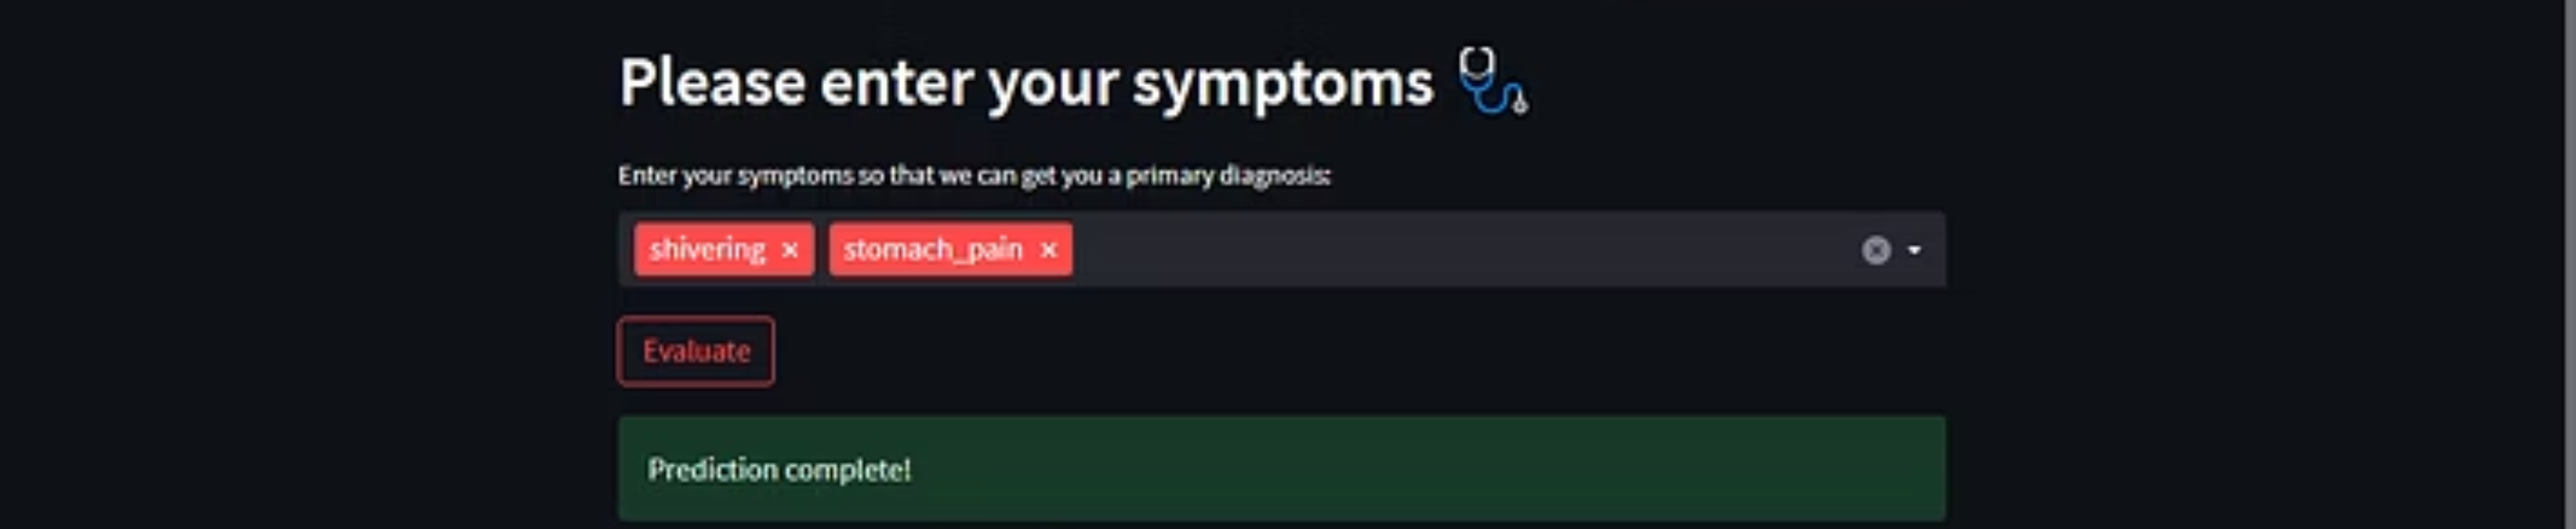 Please enter your symptoms
Enter your symptoms so that we can get you a primary diagnosis:
shivering × stomach_pain ×
Evaluate
Prediction complete!